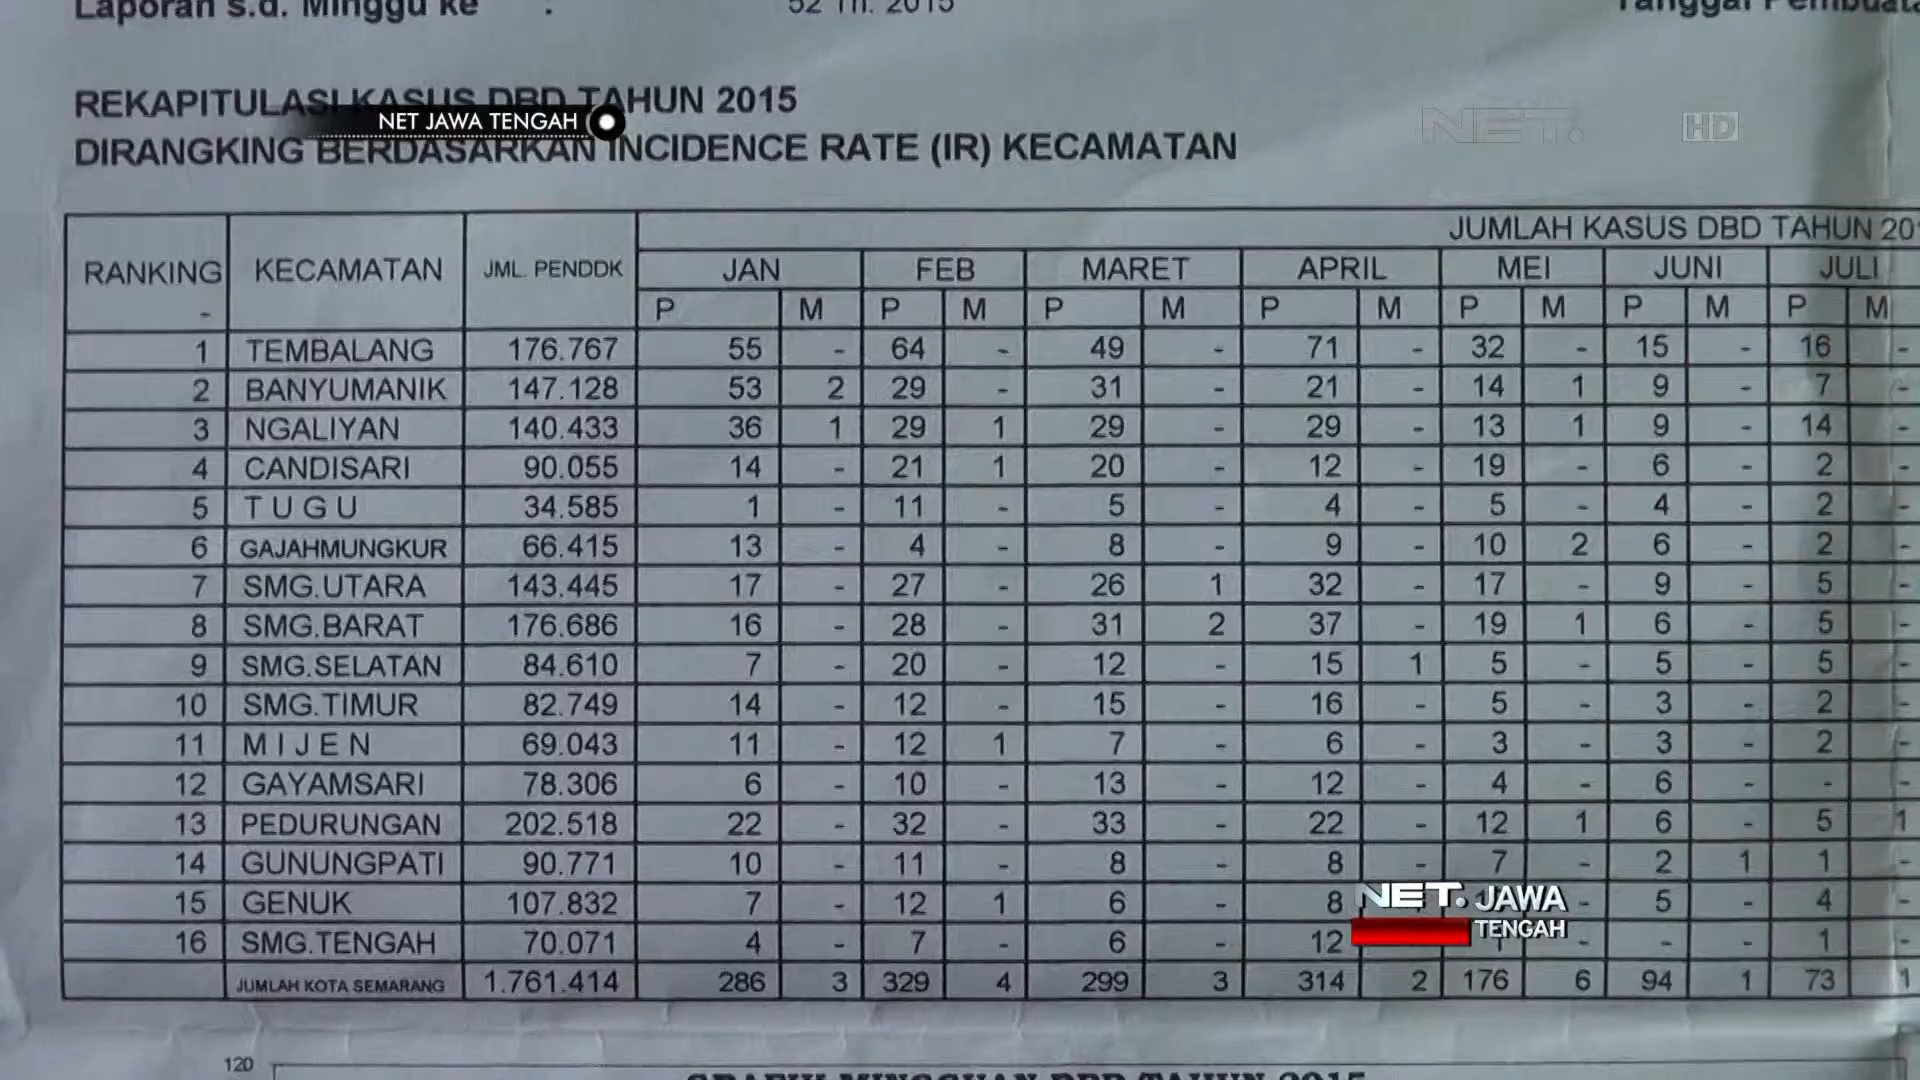 Laporan s.d. Minggu ke : 52 Th. 2015
REKAPITULASI KASUS DBD TAHUN 2015
NET JAWA TENGAH
DIRANGKING BERDASARKAN INCIDENCE RATE (IR) KECAMATAN
NET. HD
JUMLAH KASUS DBD TAHUN 201
RANKING KECAMATAN JML. PENDDK JAN FEB MARET APRIL MEI JUNI JULI
- P M P M P M P M P M P M P M
1 TEMBALANG 176.767 55 - 64 - 49 - 71 - 32 - 15 - 16 -
2 BANYUMANIK 147.128 53 2 29 - 31 - 21 - 14 1 9 - 7 -
3 NGALIYAN 140.433 36 1 29 1 29 - 29 - 13 1 9 - 14 -
4 CANDISARI 90.055 14 - 21 1 20 - 12 - 19 - 6 - 2 -
5 T U G U 34.585 1 - 11 - 5 - 4 - 5 - 4 - 2 -
6 GAJAHMUNGKUR 66.415 13 - 4 - 8 - 9 - 10 2 6 - 2 -
7 SMG.UTARA 143.445 17 - 27 - 26 1 32 - 17 - 9 - 5 -
8 SMG.BARAT 176.686 16 - 28 - 31 2 37 - 19 1 6 - 5 -
9 SMG.SELATAN 84.610 7 - 20 - 12 - 15 1 5 - 5 - 5 -
10 SMG.TIMUR 82.749 14 - 12 - 15 - 16 - 5 - 3 - 2 -
11 M I J E N 69.043 11 - 12 1 7 - 6 - 3 - 3 - 2 -
12 GAYAMSARI 78.306 6 - 10 - 13 - 12 - 4 - 6 - - -
13 PEDURUNGAN 202.518 22 - 32 - 33 - 22 - 12 1 6 - 5 1
14 GUNUNGPATI 90.771 10 - 11 - 8 - 8 - 7 - 2 1 1 -
15 GENUK 107.832 7 - 12 1 6 - 8 - 5 - 4 -
NET. JAWA
TENGAH
16 SMG.TENGAH 70.071 4 - 7 - 6 - 12 - - - 1 -
JUMLAH KOTA SEMARANG 1.761.414 286 3 329 4 299 3 314 2 176 6 94 1 73 1
120
GRAFIK MINGGUAN DBD TAHUN 2015